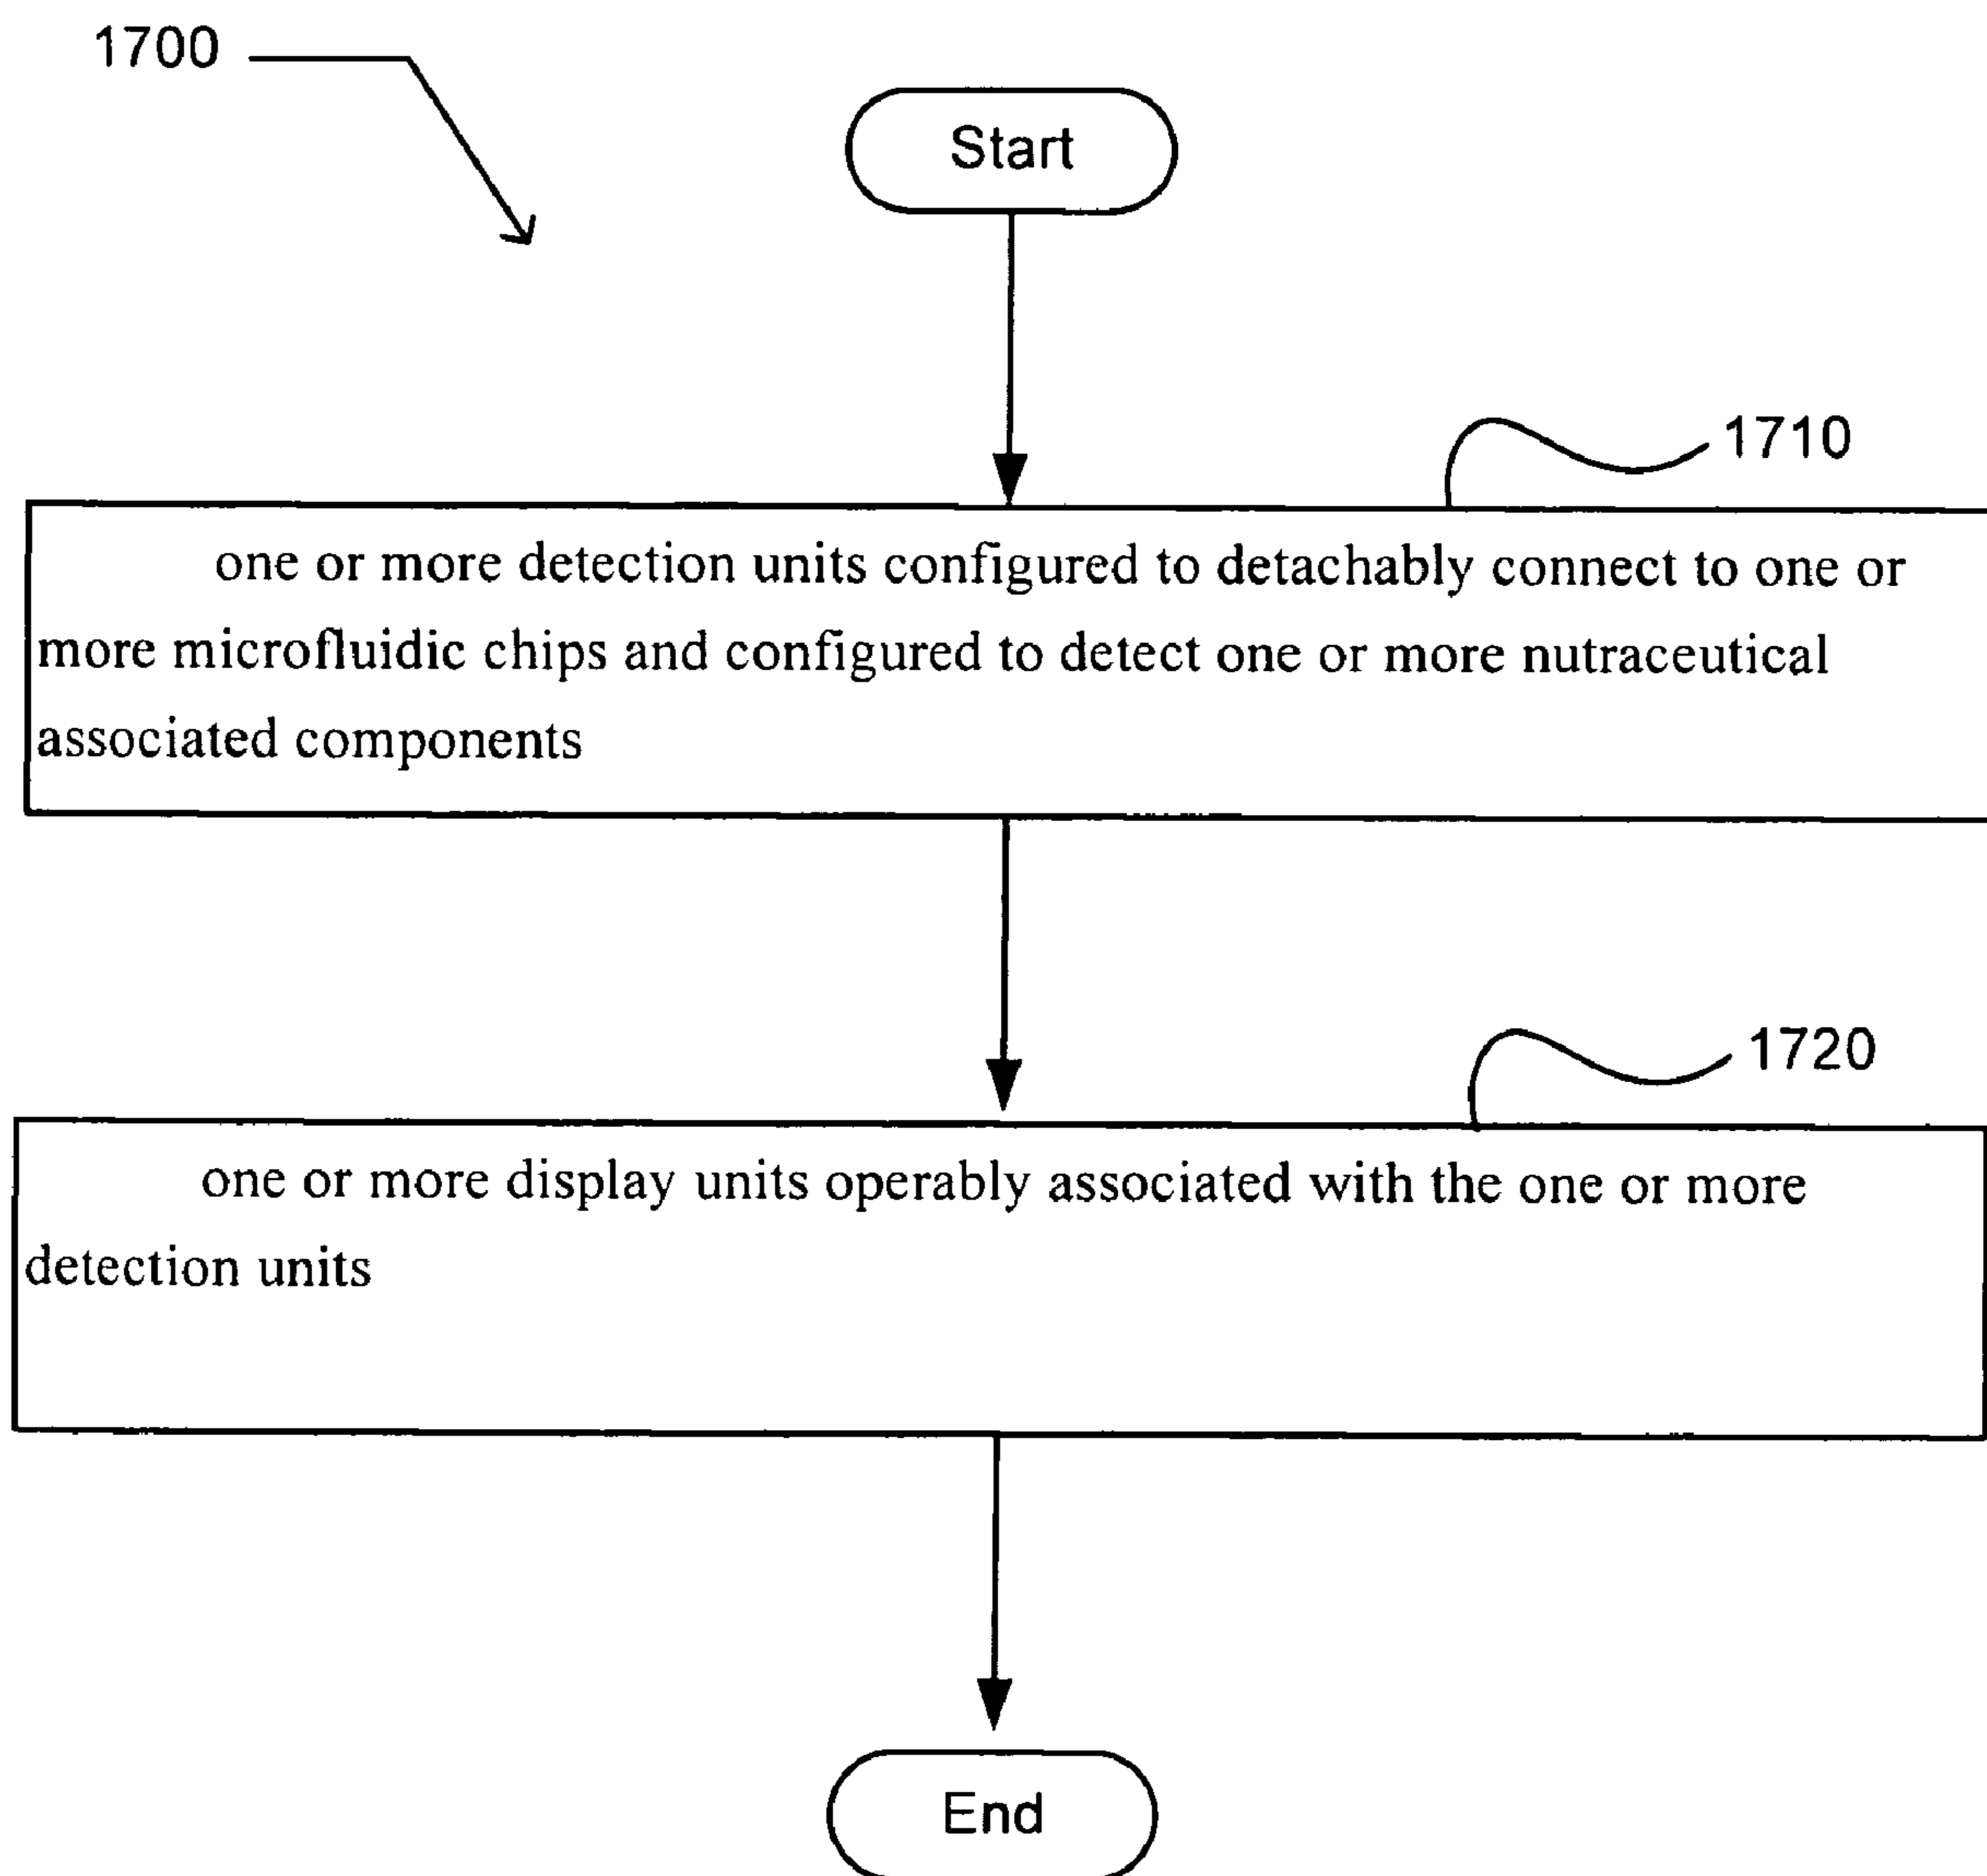 1700
Start
1710
one or more detection units configured to detachably connect to one or
more microfluidic chips and configured to detect one or more nutraceutical
associated components
1720
one or more display units operably associated with the one or more
detection units
End